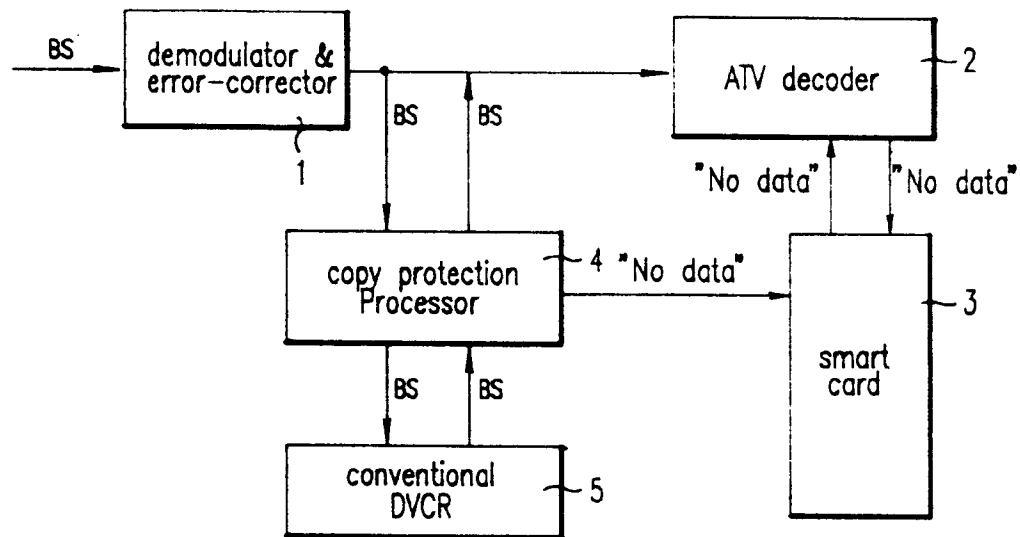 BS
demodulator &
error-corrector
1
ATV decoder
2
BS
BS
"No data"
"No data"
copy protection
Processor
4
"No data"
smart
card
3
BS
BS
conventional
DVCR
5